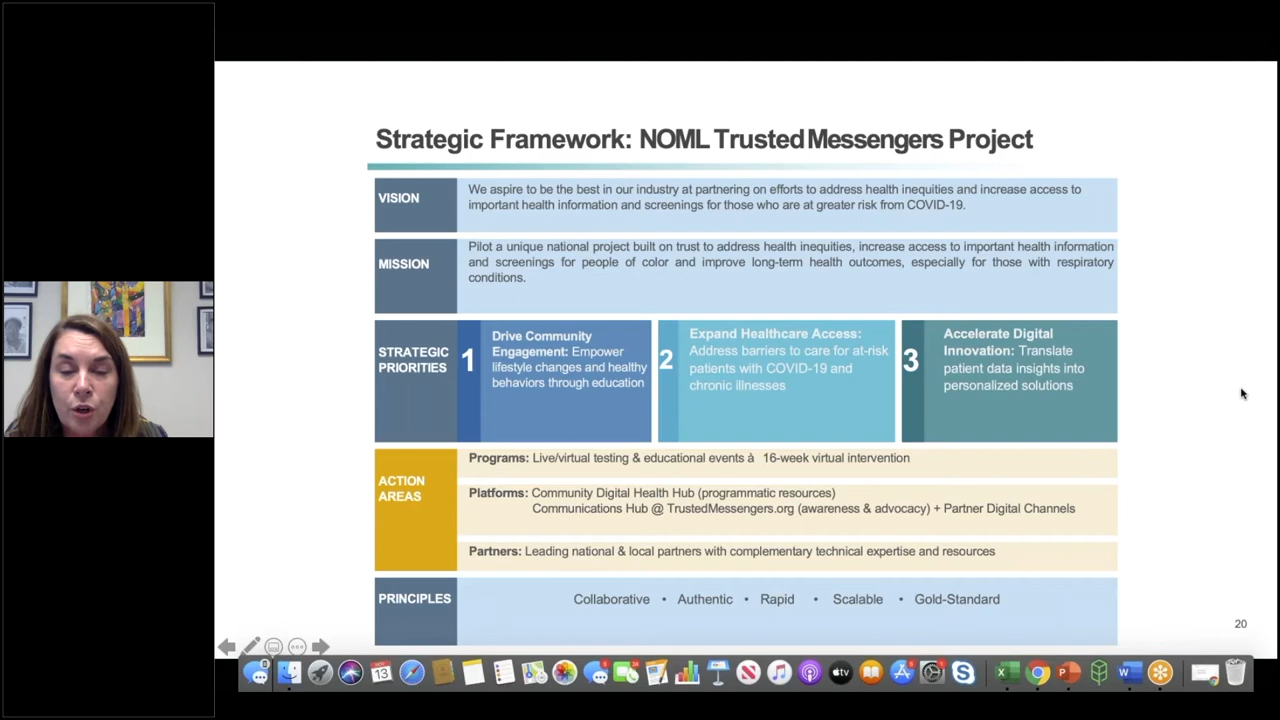 Strategic Framework: NOML Trusted Messengers Project
VISION
We aspire to be the best in our industry at partnering on efforts to address health inequities and increase access to
important health information and screenings for those who are at greater risk from COVID-19.
MISSION
Pilot a unique national project built on trust to address health inequities, increase access to important health information
and screenings for people of color and improve long-term health outcomes, especially for those with respiratory
conditions.
STRATEGIC
PRIORITIES
1
Drive Community
Engagement: Empower
lifestyle changes and healthy
behaviors through education
2
Expand Healthcare Access:
Address barriers to care for at-risk
patients with COVID-19 and
chronic illnesses
3
Accelerate Digital
Innovation: Translate
patient data insights into
personalized solutions
ACTION
AREAS
Programs: Live/virtual testing & educational events à 16-week virtual intervention
Platforms: Community Digital Health Hub (programmatic resources)
Communications Hub @ TrustedMessengers.org (awareness & advocacy) + Partner Digital Channels
Partners: Leading national & local partners with complementary technical expertise and resources
PRINCIPLES
Collaborative • Authentic • Rapid • Scalable • Gold-Standard
20
NOV
13
tv